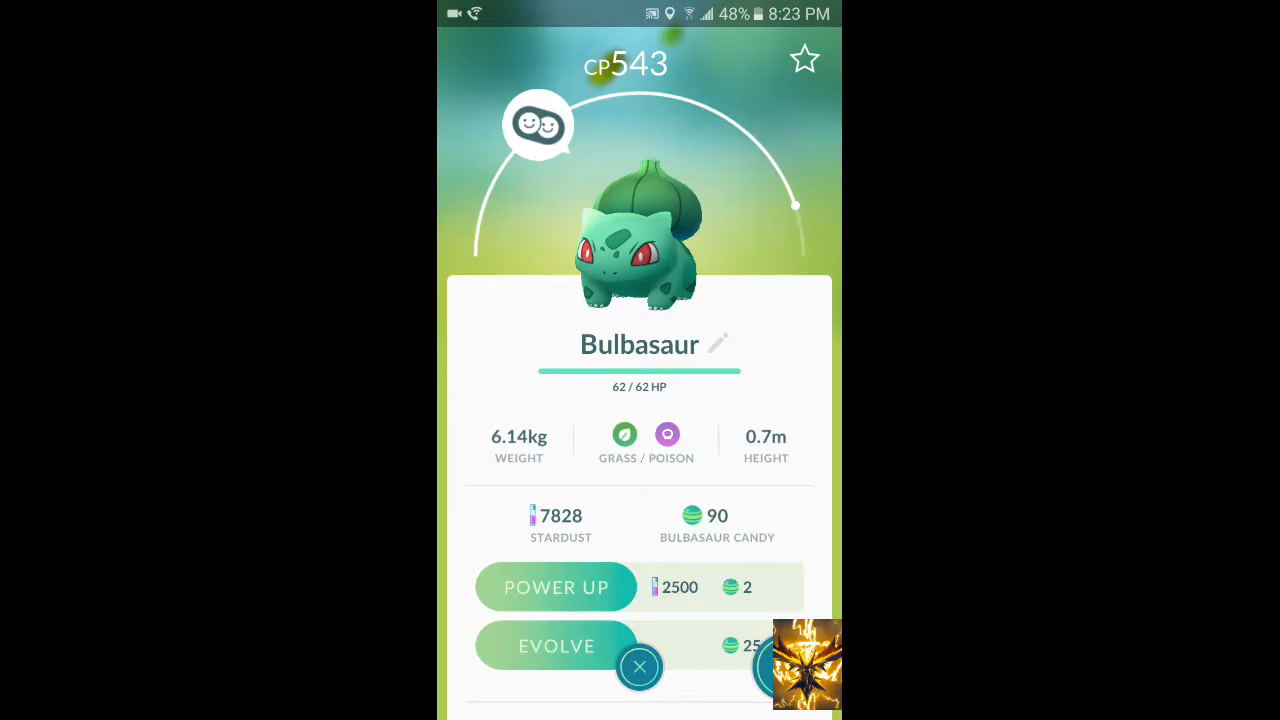 48% 8:23 PM
CP543
Bulbasaur
62 / 62 HP
6.14kg
WEIGHT
GRASS / POISON
0.7m
HEIGHT
7828
STARDUST
90
BULBASAUR CANDY
POWER UP 2500 2
EVOLVE 25